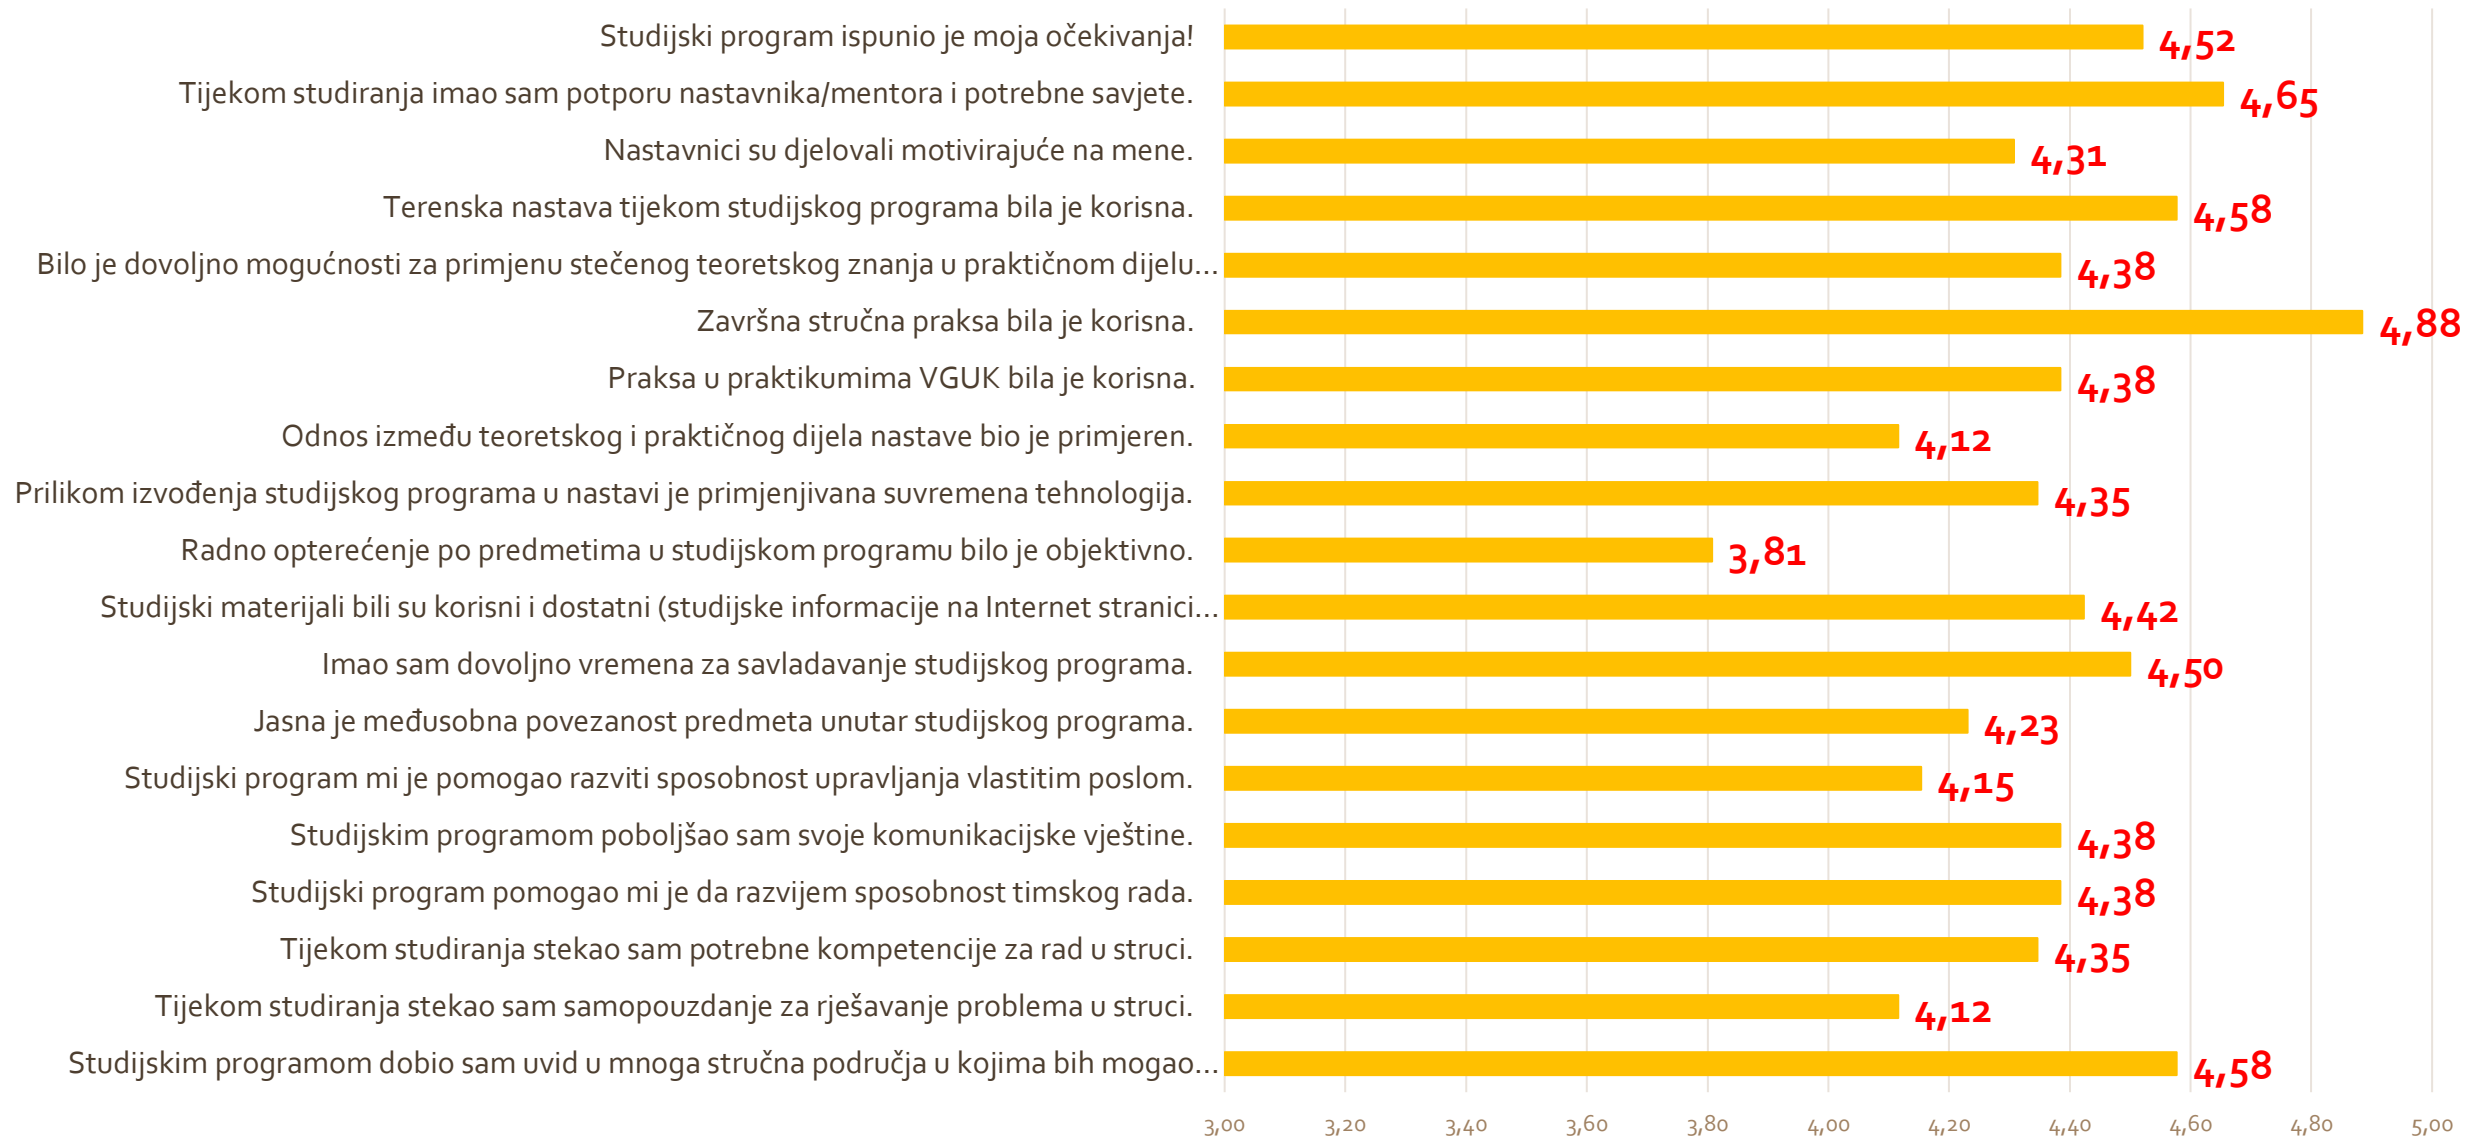 Studijski program ispunio je moja očekivanja! 4,52
Tijekom studiranja imao sam potporu nastavnika/mentora i potrebne savjete. 4,65
Nastavnici su djelovali motivirajuće na mene. 4,31
Terenska nastava tijekom studijskog programa bila je korisna. 4,58
Bilo je dovoljno mogućnosti za primjenu stečenog teoretskog znanja u praktičnom dijelu... 4,38
Završna stručna praksa bila je korisna. 4,88
Praksa u praktikumima VGUK bila je korisna. 4,38
Odnos između teoretskog i praktičnog dijela nastave bio je primjeren. 4,12
Prilikom izvođenja studijskog programa u nastavi je primjenjivana suvremena tehnologija. 4,35
Radno opterećenje po predmetima u studijskom programu bilo je objektivno. 3,81
Studijski materijali bili su korisni i dostatni (studijske informacije na Internet stranici... 4,42
Imao sam dovoljno vremena za savladavanje studijskog programa. 4,50
Jasna je međusobna povezanost predmeta unutar studijskog programa. 4,23
Studijski program mi je pomogao razviti sposobnost upravljanja vlastitim poslom. 4,15
Studijskim programom poboljšao sam svoje komunikacijske vještine. 4,38
Studijski program pomogao mi je da razvijem sposobnost timskog rada. 4,38
Tijekom studiranja stekao sam potrebne kompetencije za rad u struci. 4,35
Tijekom studiranja stekao sam samopouzdanje za rješavanje problema u struci. 4,12
Studijskim programom dobio sam uvid u mnoga stručna područja u kojima bih mogao... 4,58
3,00 3,20 3,40 3,60 3,80 4,00 4,20 4,40 4,60 4,80 5,00